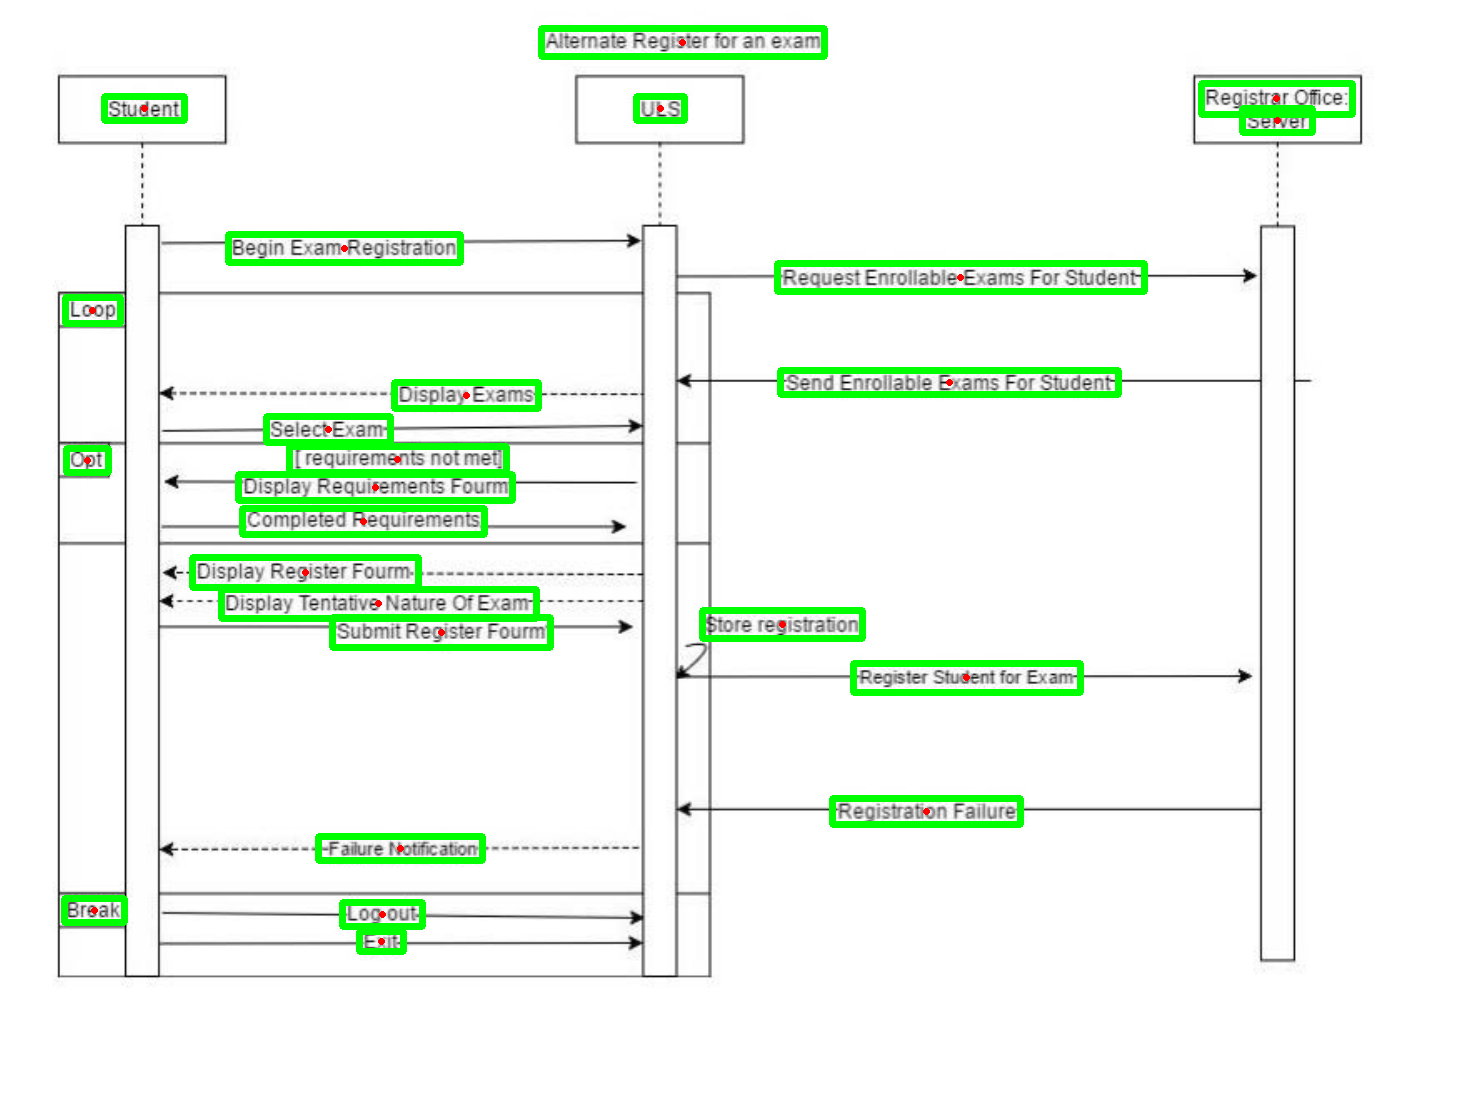 Alternate Register for an exam
Student
ULS
Registrar Office:
Server
Begin Exam Registration
Request Enrollable Exams For Student
Loop
Send Enrollable Exams For Student
Display Exams
Select Exam
Opt
[ requirements not met]
Display Requirements Fourm
Completed Requirements
Display Register Fourm
Display Tentative Nature Of Exam
Submit Register Fourm
Store registration
Register Student for Exam
Registration Failure
Failure Notification
Break
Log out
Exit